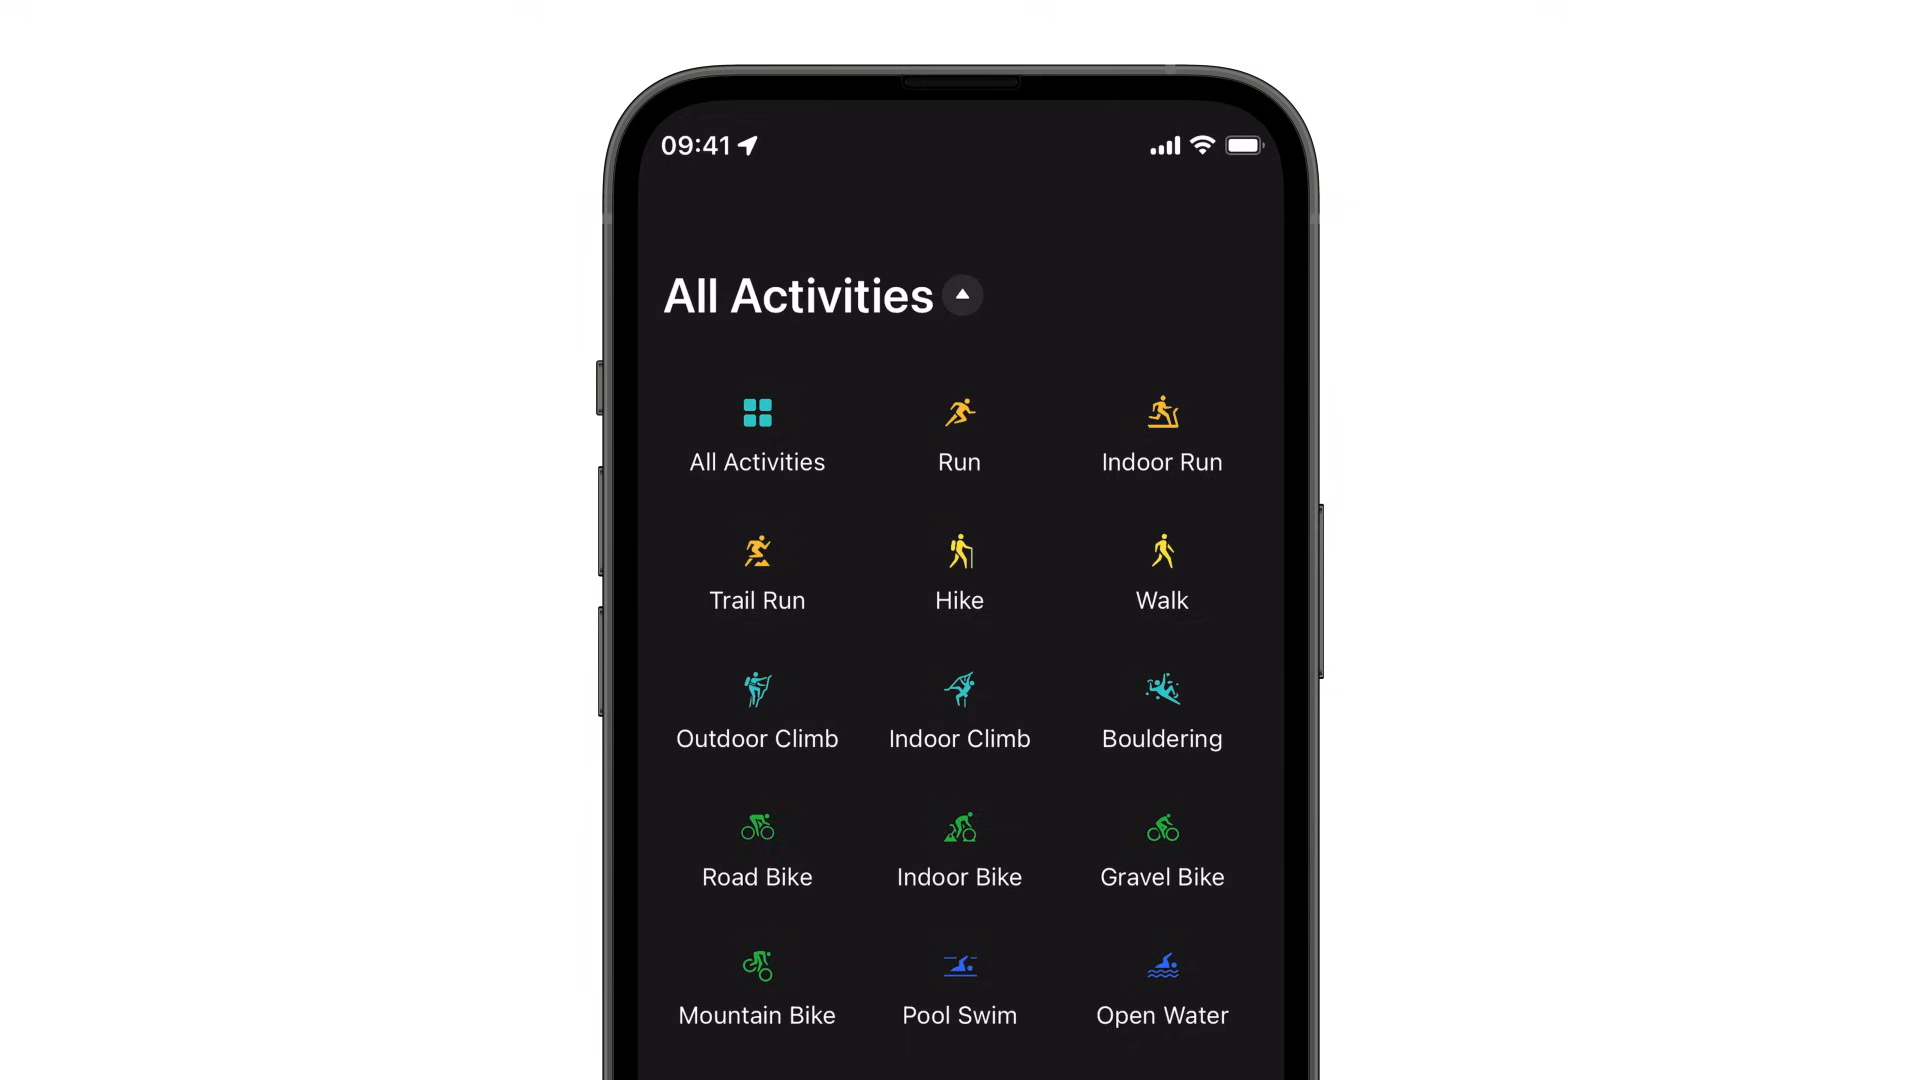 09:41
All Activities
All Activities
Run
Indoor Run
Trail Run
Hike
Walk
Outdoor Climb
Indoor Climb
Bouldering
Road Bike
Indoor Bike
Gravel Bike
Mountain Bike
Pool Swim
Open Water